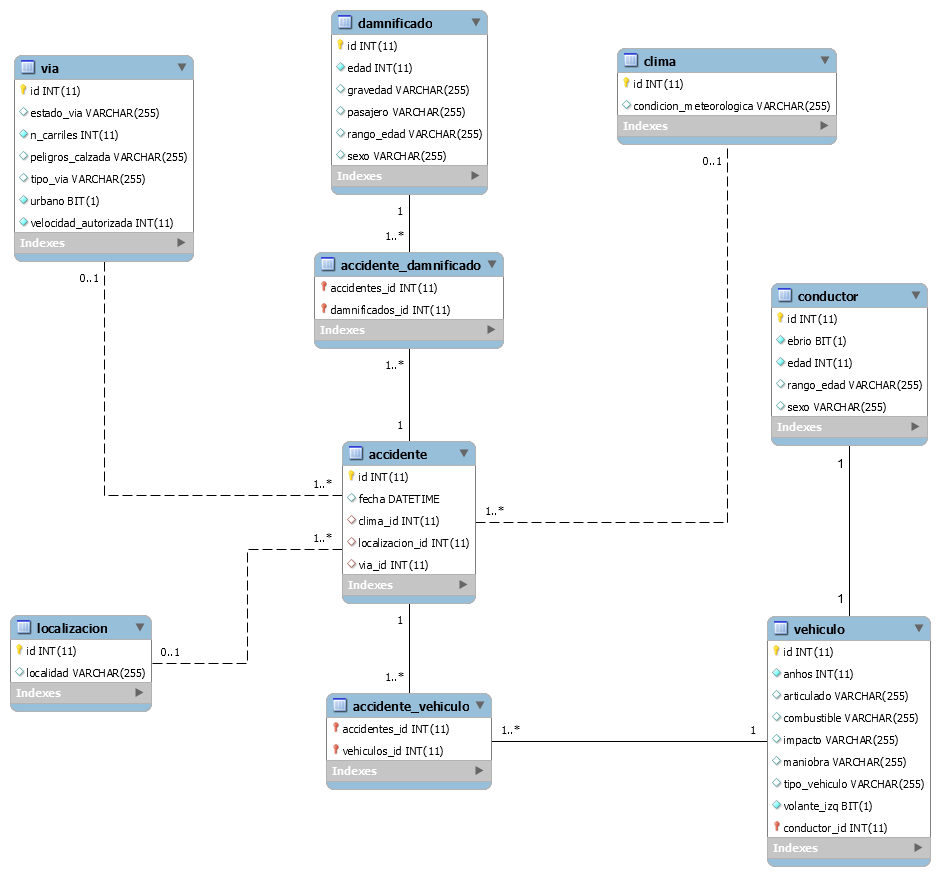 damnificado
id INT(11)
edad INT(11)
gravedad VARCHAR(255)
pasajero VARCHAR(255)
rango_edad VARCHAR(255)
sexo VARCHAR(255)
Indexes
via
id INT(11)
estado_via VARCHAR(255)
n_carriles INT(11)
peligros_calzada VARCHAR(255)
tipo_via VARCHAR(255)
urbano BIT(1)
velocidad_autorizada INT(11)
Indexes
clima
id INT(11)
condicion_meteorologica VARCHAR(255)
Indexes
0..1
1
1..*
0..1
accidente_damnificado
accidentes_id INT(11)
damnificados_id INT(11)
Indexes
conductor
id INT(11)
ebrio BIT(1)
edad INT(11)
rango_edad VARCHAR(255)
sexo VARCHAR(255)
Indexes
1..*
1
accidente
id INT(11)
fecha DATETIME
clima_id INT(11)
localizacion_id INT(11)
via_id INT(11)
Indexes
1
1..*
1..*
1..*
1
localizacion
id INT(11)
localidad VARCHAR(255)
Indexes
0..1
1
1..*
accidente_vehiculo
accidentes_id INT(11)
vehiculos_id INT(11)
Indexes
1..*
1
vehiculo
id INT(11)
anhos INT(11)
articulado VARCHAR(255)
combustible VARCHAR(255)
impacto VARCHAR(255)
maniobra VARCHAR(255)
tipo_vehiculo VARCHAR(255)
volante_izq BIT(1)
conductor_id INT(11)
Indexes